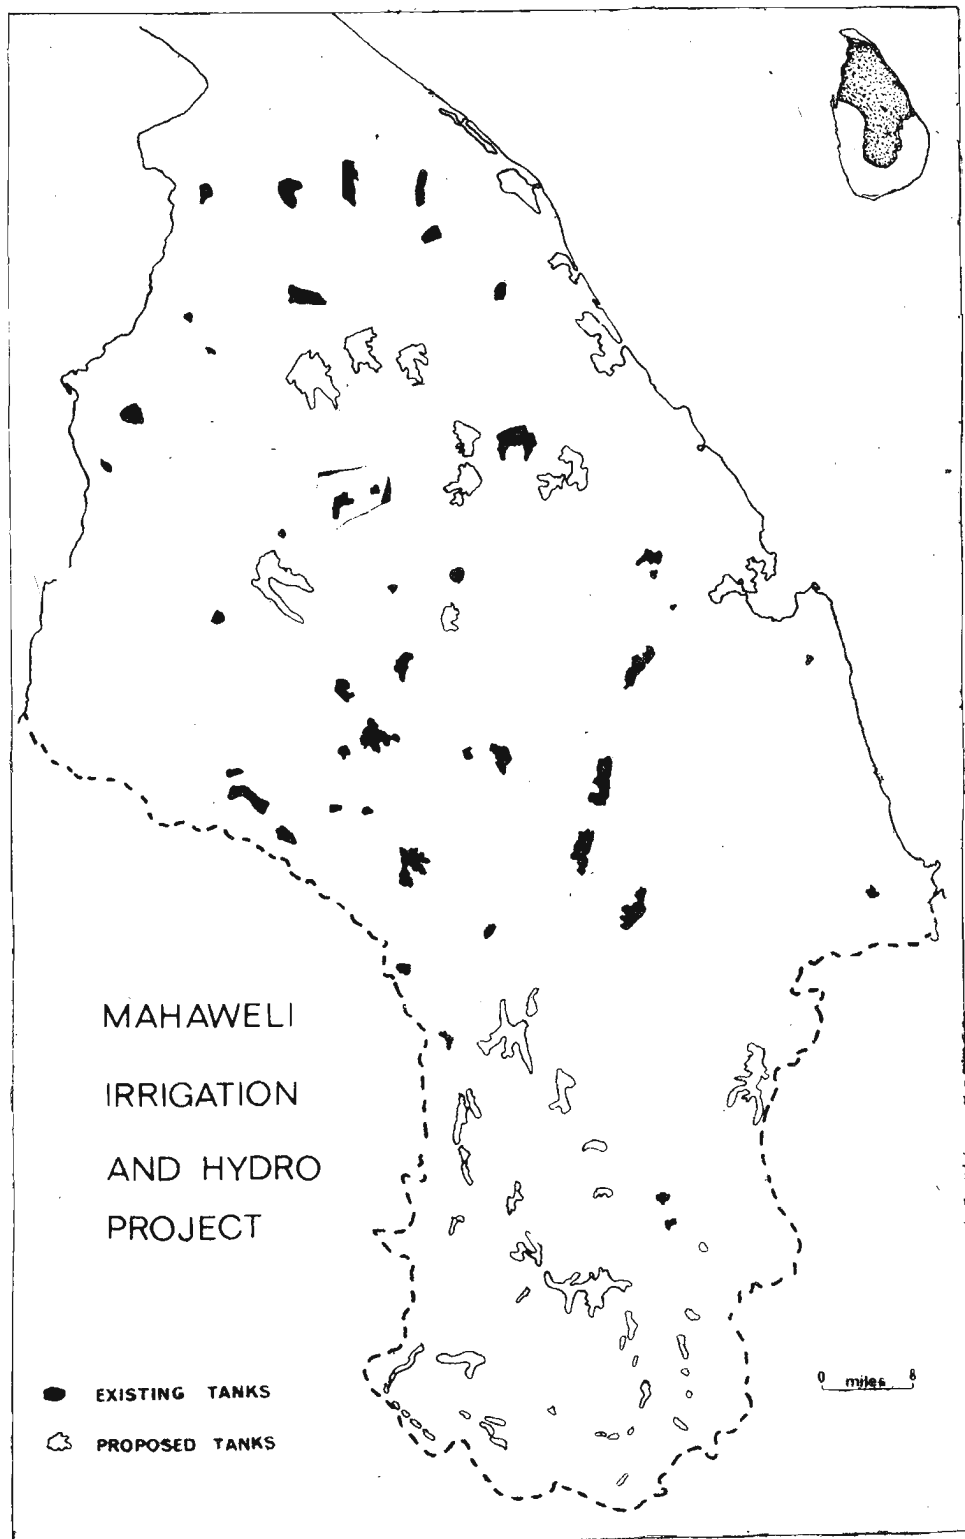 MAHAWELI
IRRIGATION
AND HYDRO
PROJECT
EXISTING TANKS
PROPOSED TANKS
0 miles 8